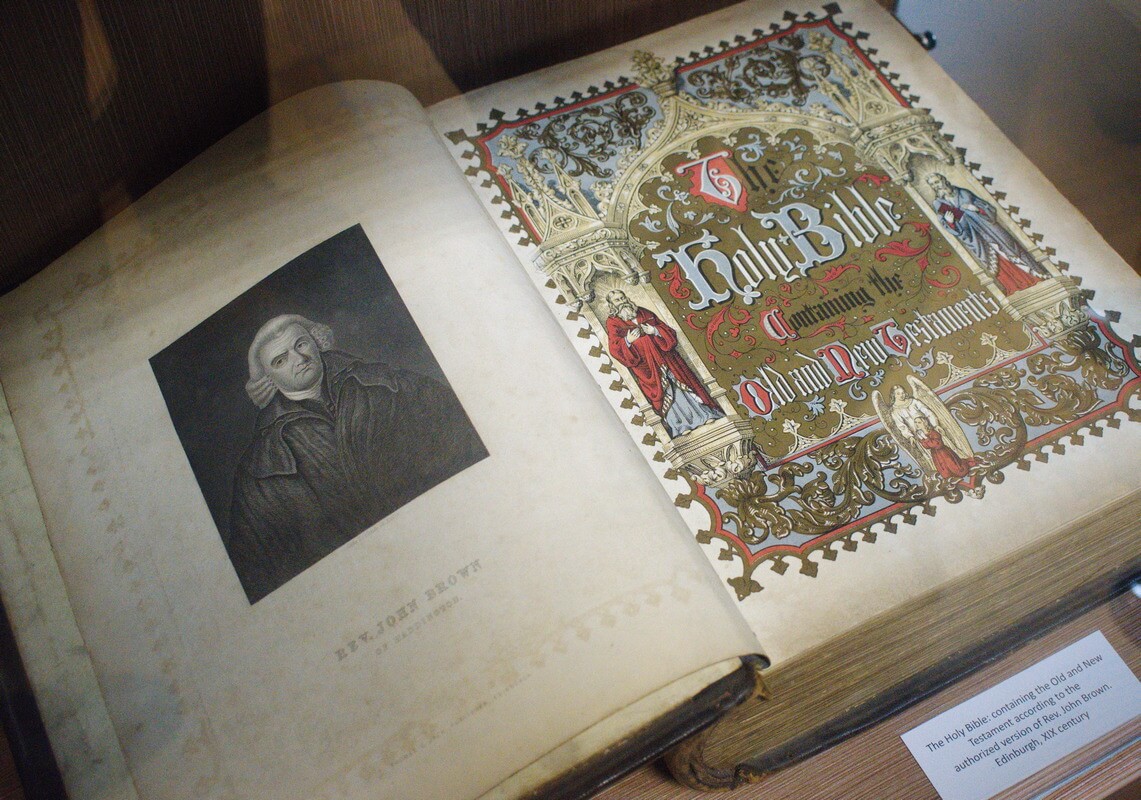 REV. JOHN BROWN
OF HADDINGTON.
The
Holy Bible
Containing the
Old and New Testaments
The Holy Bible: containing the Old and New
Testament according to the
authorized version of Rev. John Brown.
Edinburgh, XIX century